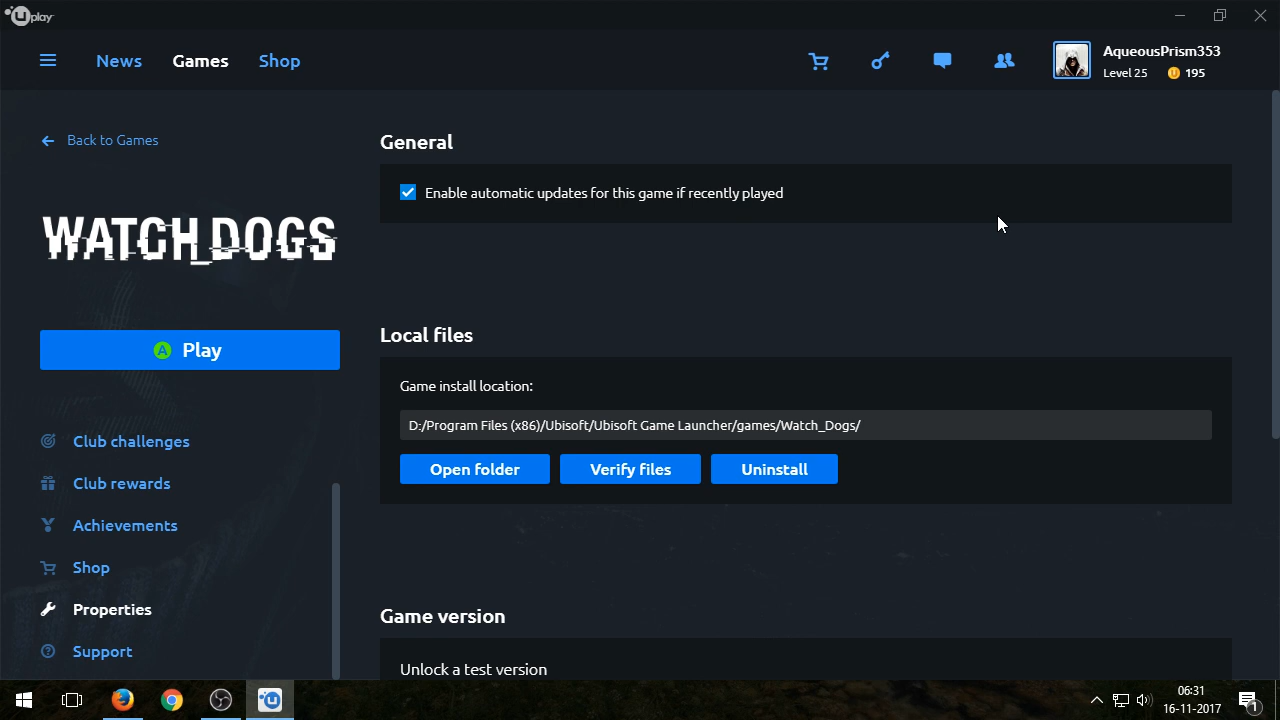 uplay
News Games Shop
AqueousPrism353
Level 25 195
Back to Games
WATCH_DOGS
A Play
Club challenges
Club rewards
Achievements
Shop
Properties
Support
General
Enable automatic updates for this game if recently played
Local files
Game install location:
D:/Program Files (x86)/Ubisoft/Ubisoft Game Launcher/games/Watch_Dogs/
Open folder Verify files Uninstall
Game version
Unlock a test version
06:31
16-11-2017
1